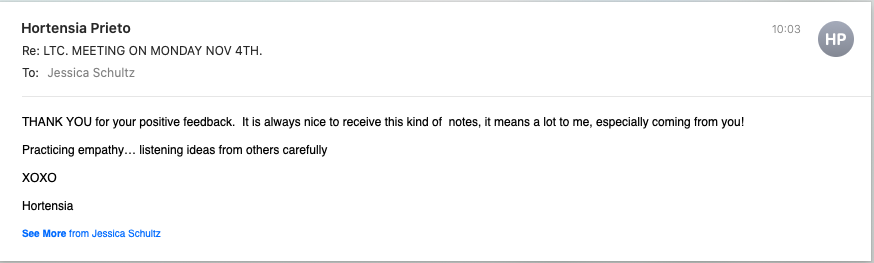 Hortensia Prieto
10:03
HP
Re: LTC. MEETING ON MONDAY NOV 4TH.
To: Jessica Schultz
THANK YOU for your positive feedback.  It is always nice to receive this kind of  notes, it means a lot to me, especially coming from you!
Practicing empathy… listening ideas from others carefully
XOXO
Hortensia
See More from Jessica Schultz